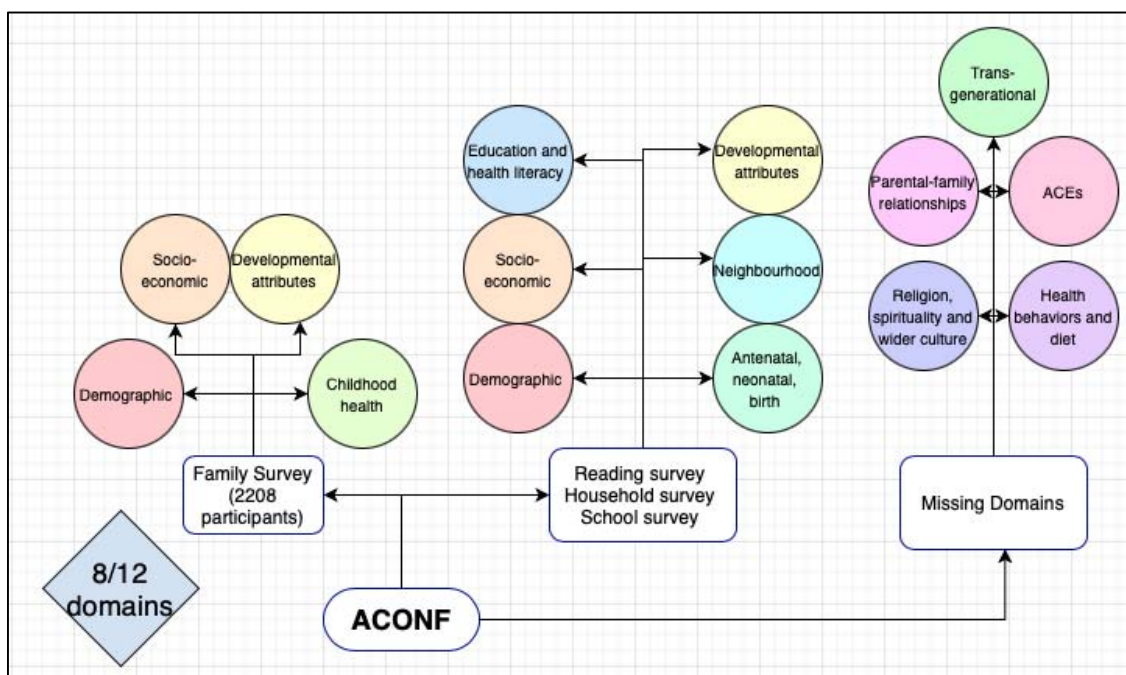 Trans-
generational
Education and
health literacy
Developmental
attributes
Parental-family
relationships
ACEs
Socio-
economic
Developmental
attributes
Socio-
economic
Neighbourhood
Religion,
spirituality and
wider culture
Health
behaviors and
diet
Demographic
Childhood
health
Demographic
Antenatal,
neonatal,
birth
Family Survey
(2208
participants)
Reading survey
Household survey
School survey
Missing Domains
8/12
domains
ACONF